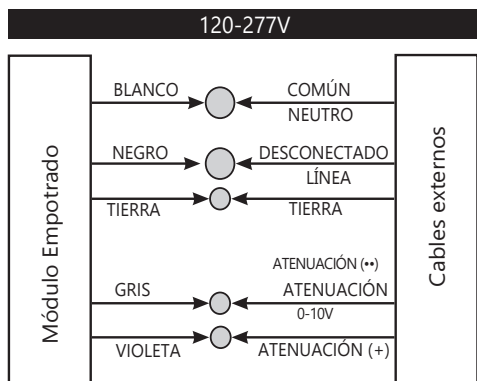 120-277V
Módulo Empotrado
BLANCO
COMÚN
NEUTRO
NEGRO
DESCONECTADO
LÍNEA
TIERRA
TIERRA
ATENUACIÓN (••)
GRIS
ATENUACIÓN
0-10V
VIOLETA
ATENUACIÓN (+)
Cables externos